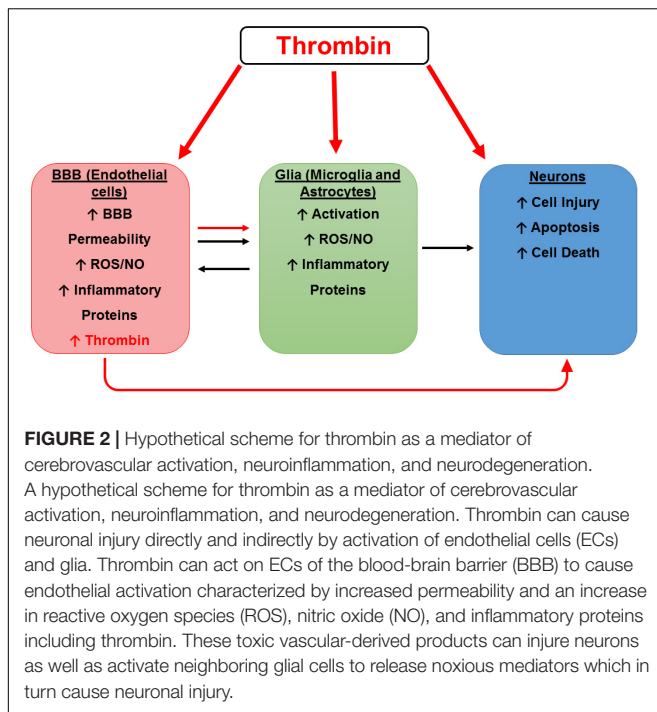 Thrombin
BBB (Endothelial
cells)
↑ BBB
Permeability
↑ ROS/NO
↑ Inflammatory
Proteins
↑ Thrombin
Glia (Microglia and
Astrocytes)
↑ Activation
↑ ROS/NO
↑ Inflammatory
Proteins
Neurons
↑ Cell Injury
↑ Apoptosis
↑ Cell Death
FIGURE 2 | Hypothetical scheme for thrombin as a mediator of
cerebrovascular activation, neuroinflammation, and neurodegeneration.
A hypothetical scheme for thrombin as a mediator of cerebrovascular
activation, neuroinflammation, and neurodegeneration. Thrombin can cause
neuronal injury directly and indirectly by activation of endothelial cells (ECs)
and glia. Thrombin can act on ECs of the blood-brain barrier (BBB) to cause
endothelial activation characterized by increased permeability and an increase
in reactive oxygen species (ROS), nitric oxide (NO), and inflammatory proteins
including thrombin. These toxic vascular-derived products can injure neurons
as well as activate neighboring glial cells to release noxious mediators which in
turn cause neuronal injury.